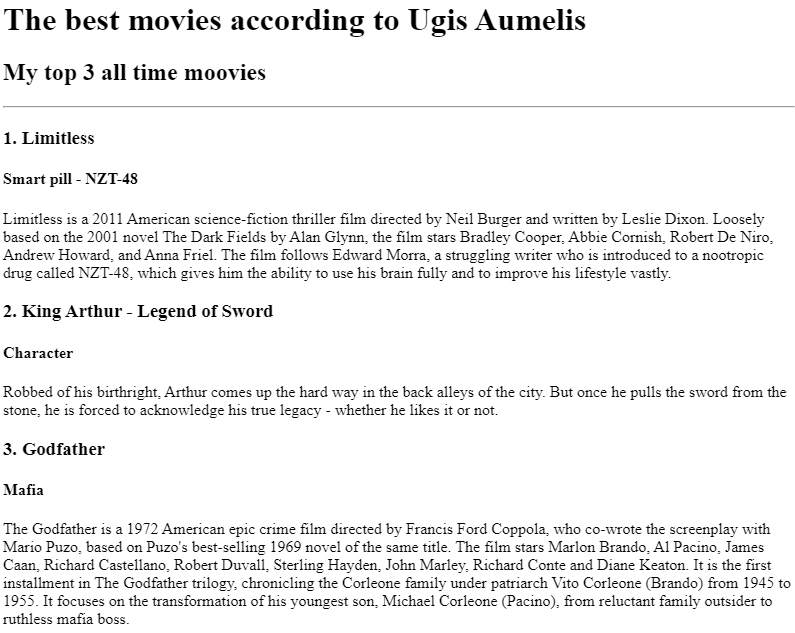 The best movies according to Ugis Aumelis
My top 3 all time moovies
1. Limitless
Smart pill - NZT-48
Limitless is a 2011 American science-fiction thriller film directed by Neil Burger and written by Leslie Dixon. Loosely
based on the 2001 novel The Dark Fields by Alan Glynn, the film stars Bradley Cooper, Abbie Cornish, Robert De Niro,
Andrew Howard, and Anna Friel. The film follows Edward Morra, a struggling writer who is introduced to a nootropic
drug called NZT-48, which gives him the ability to use his brain fully and to improve his lifestyle vastly.
2. King Arthur - Legend of Sword
Character
Robbed of his birthright, Arthur comes up the hard way in the back alleys of the city. But once he pulls the sword from the
stone, he is forced to acknowledge his true legacy - whether he likes it or not.
3. Godfather
Mafia
The Godfather is a 1972 American epic crime film directed by Francis Ford Coppola, who co-wrote the screenplay with
Mario Puzo, based on Puzo's best-selling 1969 novel of the same title. The film stars Marlon Brando, Al Pacino, James
Caan, Richard Castellano, Robert Duvall, Sterling Hayden, John Marley, Richard Conte and Diane Keaton. It is the first
installment in The Godfather trilogy, chronicling the Corleone family under patriarch Vito Corleone (Brando) from 1945 to
1955. It focuses on the transformation of his youngest son, Michael Corleone (Pacino), from reluctant family outsider to
ruthless mafia boss.